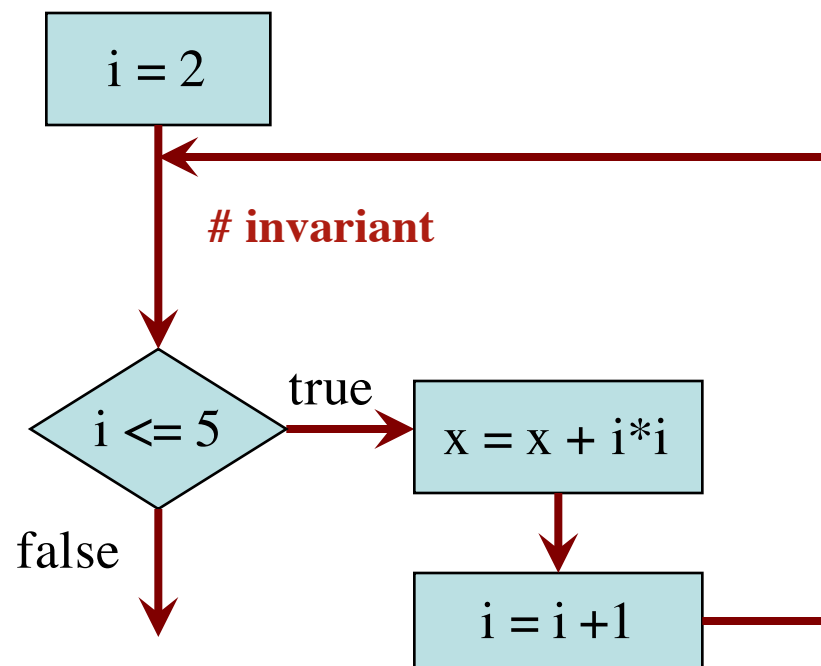 i = 2
# invariant
i <= 5
true
x = x + i*i
false
i = i +1